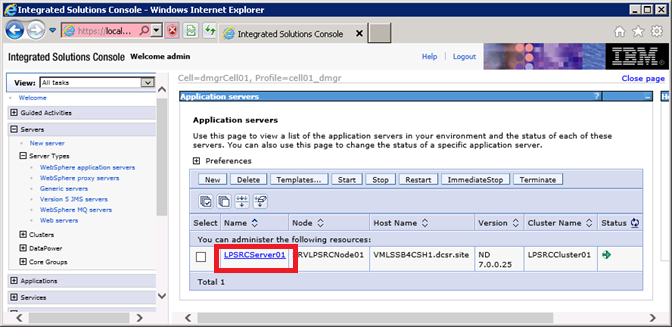 Integrated Solutions Console - Windows Internet Explorer
https://local...
Integrated Solutions Console
Integrated Solutions Console Welcome admin
Help | Logout
IBM
View: All tasks
Welcome
Guided Activities
Servers
New server
Server Types
WebSphere application servers
WebSphere proxy servers
Generic servers
Version 5 JMS servers
WebSphere MQ servers
Web servers
Clusters
DataPower
Core Groups
Applications
Services
Cell=dmgrCell01, Profile=cell01_dmgr
Close page
Application servers
?
Application servers
Use this page to view a list of the application servers in your environment and the status of each of these
servers. You can also use this page to change the status of a specific application server.
Preferences
New Delete Templates... Start Stop Restart ImmediateStop Terminate
Select Name Node Host Name Version Cluster Name Status
You can administer the following resources:
LPSRCServer01 RVLPSRCNode01 VMLSSB4CSH1.dcsr.site ND 7.0.0.25 LPSRCCluster01
Total 1